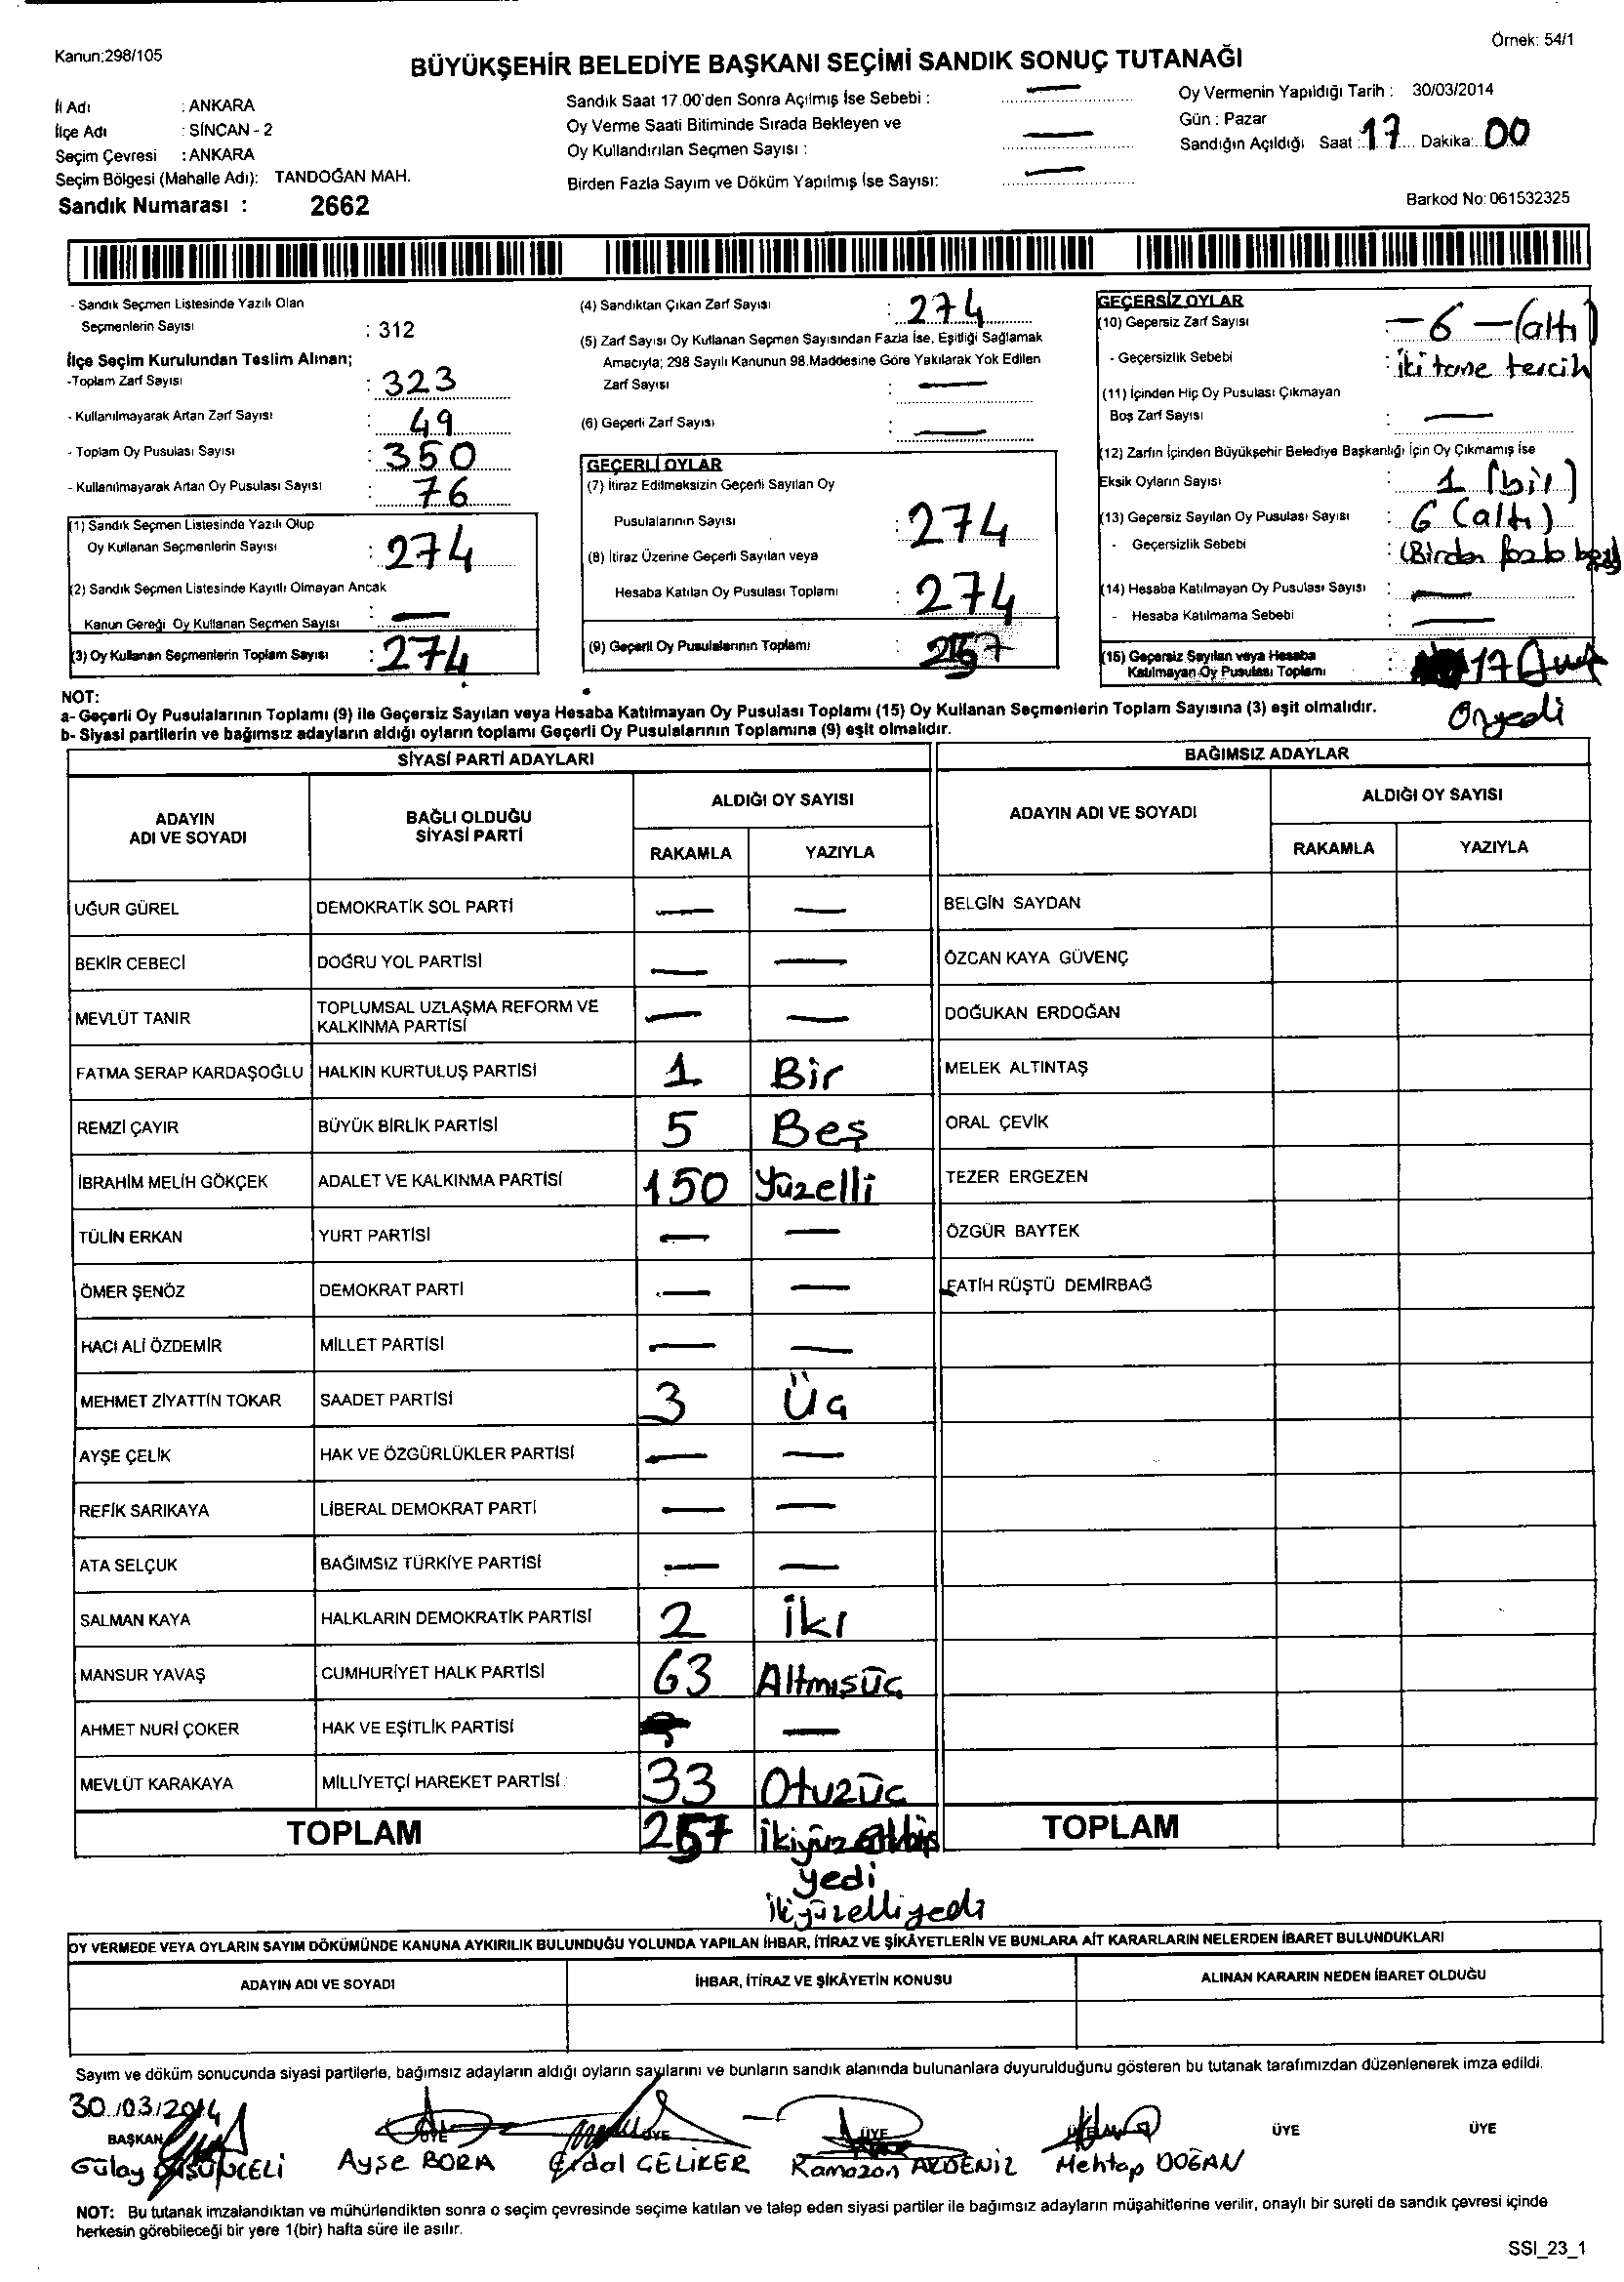 Kanun:298/105
Örnek: 54/1
BÜYÜKŞEHİR BELEDİYE BAŞKANI SEÇİMİ SANDIK SONUÇ TUTANAĞI
İl Adı : ANKARA
İlçe Adı : SİNCAN - 2
Seçim Çevresi : ANKARA
Seçim Bölgesi (Mahalle Adı): TANDOĞAN MAH.
Sandık Numarası : 2662
Sandık Saat 17.00'den Sonra Açılmış İse Sebebi : —
Oy Verme Saati Bitiminde Sırada Bekleyen ve
Oy Kullandırılan Seçmen Sayısı : —
Birden Fazla Sayım ve Döküm Yapılmış İse Sayısı: —
Oy Vermenin Yapıldığı Tarih : 30/03/2014
Gün : Pazar
Sandığın Açıldığı Saat : 17 Dakika: 00
Barkod No: 061532325
- Sandık Seçmen Listesinde Yazılı Olan
Seçmenlerin Sayısı : 312
İlçe Seçim Kurulundan Teslim Alınan;
-Toplam Zarf Sayısı : 323
- Kullanılmayarak Artan Zarf Sayısı : 49
- Toplam Oy Pusulası Sayısı : 350
- Kullanılmayarak Artan Oy Pusulası Sayısı : 76
(1) Sandık Seçmen Listesinde Yazılı Olup
Oy Kullanan Seçmenlerin Sayısı : 274
(2) Sandık Seçmen Listesinde Kayıtlı Olmayan Ancak
Kanun Gereği Oy Kullanan Seçmen Sayısı : —
(3) Oy Kullanan Seçmenlerin Toplam Sayısı : 274
(4) Sandıktan Çıkan Zarf Sayısı : 274
(5) Zarf Sayısı Oy Kullanan Seçmen Sayısından Fazla İse, Eşitliği Sağlamak
Amacıyla; 298 Sayılı Kanunun 98.Maddesine Göre Yakılarak Yok Edilen
Zarf Sayısı : —
(6) Geçerli Zarf Sayısı : —
GEÇERLİ OYLAR
(7) İtiraz Edilmeksizin Geçerli Sayılan Oy
Pusulalarının Sayısı : 274
(8) İtiraz Üzerine Geçerli Sayılan veya
Hesaba Katılan Oy Pusulası Toplamı : 274
(9) Geçerli Oy Pusulalarının Toplamı : 257
GEÇERSİZ OYLAR
(10) Geçersiz Zarf Sayısı : -6-(altı)
- Geçersizlik Sebebi : iki tane tercih
(11) İçinden Hiç Oy Pusulası Çıkmayan
Boş Zarf Sayısı : —
(12) Zarfın İçinden Büyükşehir Belediye Başkanlığı İçin Oy Çıkmamış İse
Eksik Oyların Sayısı : 1 (bir)
(13) Geçersiz Sayılan Oy Pusulası Sayısı : 6 (altı)
- Geçersizlik Sebebi : (Birden fazla
(14) Hesaba Katılmayan Oy Pusulası Sayısı : —
- Hesaba Katılmama Sebebi : —
(15) Geçersiz Sayılan veya Hesaba
Katılmayan Oy Pusulası Toplamı : 17
Onyedi
NOT:
a- Geçerli Oy Pusulalarının Toplamı (9) ile Geçersiz Sayılan veya Hesaba Katılmayan Oy Pusulası Toplamı (15) Oy Kullanan Seçmenlerin Toplam Sayısına (3) eşit olmalıdır.
b- Siyasi partilerin ve bağımsız adayların aldığı oyların toplamı Geçerli Oy Pusulalarının Toplamına (9) eşit olmalıdır.
SİYASİ PARTİ ADAYLARI BAĞIMSIZ ADAYLAR
ADAYIN ADI VE SOYADI BAĞLI OLDUĞU SİYASİ PARTİ ALDIĞI OY SAYISI ADAYIN ADI VE SOYADI ALDIĞI OY SAYISI
RAKAMLA YAZIYLA RAKAMLA YAZIYLA
UĞUR GÜREL DEMOKRATİK SOL PARTİ — — BELGİN SAYDAN
BEKİR CEBECİ DOĞRU YOL PARTİSİ — — ÖZCAN KAYA GÜVENÇ
MEVLÜT TANIR TOPLUMSAL UZLAŞMA REFORM VE KALKINMA PARTİSİ — — DOĞUKAN ERDOĞAN
FATMA SERAP KARDAŞOĞLU HALKIN KURTULUŞ PARTİSİ 1 Bir MELEK ALTINTAŞ
REMZİ ÇAYIR BÜYÜK BİRLİK PARTİSİ 5 Beş ORAL ÇEVİK
İBRAHİM MELİH GÖKÇEK ADALET VE KALKINMA PARTİSİ 150 Yüzelli TEZER ERGEZEN
TÜLİN ERKAN YURT PARTİSİ — — ÖZGÜR BAYTEK
ÖMER ŞENÖZ DEMOKRAT PARTİ — — FATİH RÜŞTÜ DEMİRBAĞ
HACI ALİ ÖZDEMİR MİLLET PARTİSİ — —
MEHMET ZİYATTİN TOKAR SAADET PARTİSİ 3 Üç
AYŞE ÇELİK HAK VE ÖZGÜRLÜKLER PARTİSİ — —
REFİK SARIKAYA LİBERAL DEMOKRAT PARTİ — —
ATA SELÇUK BAĞIMSIZ TÜRKİYE PARTİSİ — —
SALMAN KAYA HALKLARIN DEMOKRATİK PARTİSİ 2 İkı
MANSUR YAVAŞ CUMHURİYET HALK PARTİSİ 63 Altmısüç
AHMET NURİ ÇOKER HAK VE EŞİTLİK PARTİSİ —
MEVLÜT KARAKAYA MİLLİYETÇİ HAREKET PARTİSİ 33 Otuzüç
TOPLAM 257 İkiyüz TOPLAM
yedi
ikiyüzelliyedi
OY VERMEDE VEYA OYLARIN SAYIM DÖKÜMÜNDE KANUNA AYKIRILIK BULUNDUĞU YOLUNDA YAPILAN İHBAR, İTİRAZ VE ŞİKÂYETLERİN VE BUNLARA AİT KARARLARIN NELERDEN İBARET BULUNDUKLARI
ADAYIN ADI VE SOYADI İHBAR, İTİRAZ VE ŞİKÂYETİN KONUSU ALINAN KARARIN NEDEN İBARET OLDUĞU
Sayım ve döküm sonucunda siyasi partilerle, bağımsız adayların aldığı oyların sayılarını ve bunların sandık alanında bulunanlara duyurulduğunu gösteren bu tutanak tarafımızdan düzenlenerek imza edildi.
30/03/2014
BAŞKAN ÜYE ÜYE ÜYE ÜYE ÜYE ÜYE
Gülay Ayşe BORA Erdal ÇELİKER Ramazan AKDENİZ Mehtap DOĞAN
NOT: Bu tutanak imzalandıktan ve mühürlendikten sonra o seçim çevresinde seçime katılan ve talep eden siyasi partiler ile bağımsız adayların müşahitlerine verilir, onaylı bir sureti de sandık çevresi içinde
herkesin görebileceği bir yere 1(bir) hafta süre ile asılır.
SSI_23_1